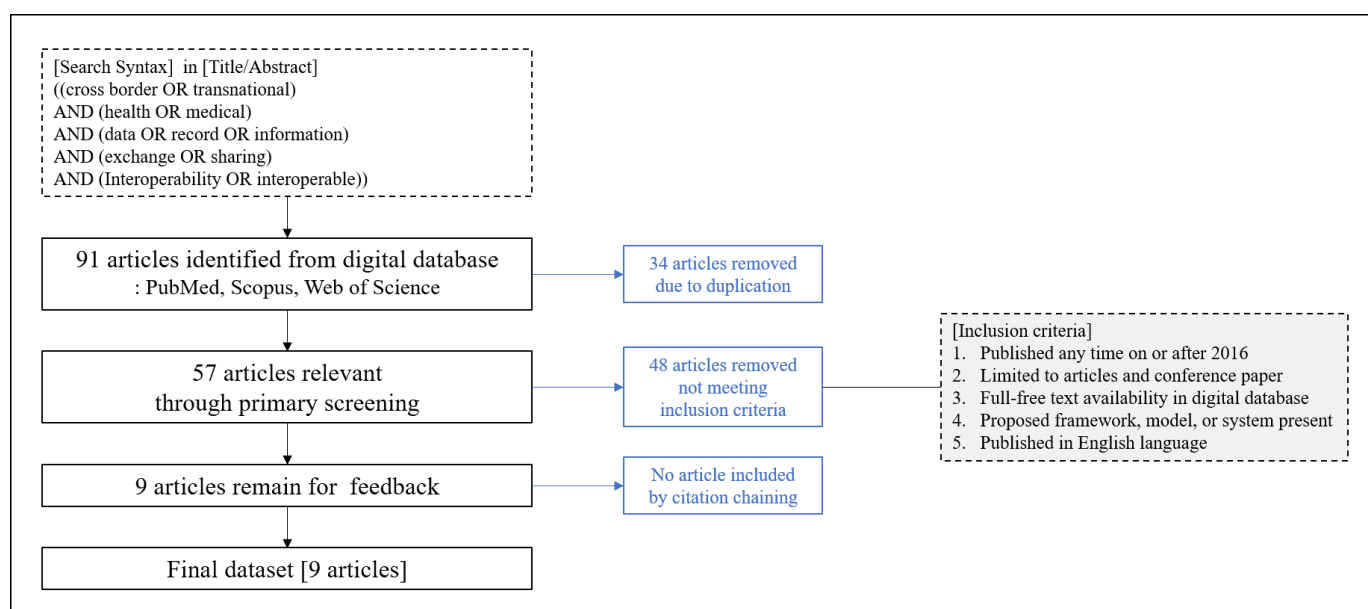 [Search Syntax] in [Title/Abstract]
((cross border OR transnational)
AND (health OR medical)
AND (data OR record OR information)
AND (exchange OR sharing)
AND (Interoperability OR interoperable))
91 articles identified from digital database
: PubMed, Scopus, Web of Science
34 articles removed
due to duplication
57 articles relevant
through primary screening
48 articles removed
not meeting
inclusion criteria
[Inclusion criteria]
1. Published any time on or after 2016
2. Limited to articles and conference paper
3. Full-free text availability in digital database
4. Proposed framework, model, or system present
5. Published in English language
9 articles remain for feedback
No article included
by citation chaining
Final dataset [9 articles]